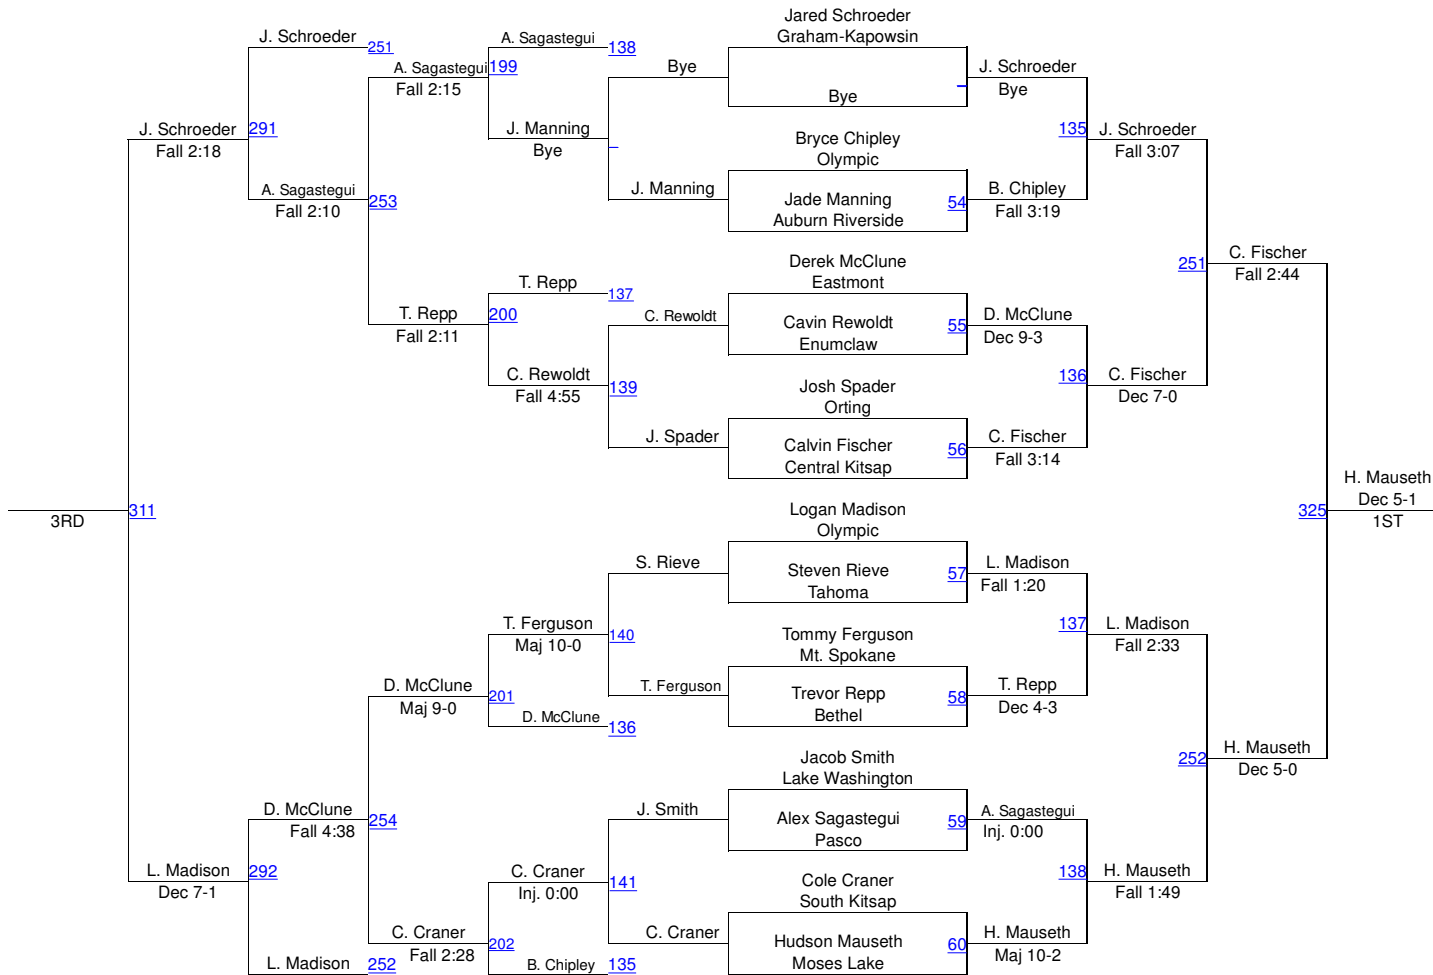 Jared Schroeder
Graham-Kapowsin
J. Schroeder
251
A. Sagastegui
138
A. Sagastegui
199
Fall 2:15
Bye
Bye
J. Schroeder
Bye
J. Schroeder
Fall 2:18
291
J. Manning
Bye
135
J. Schroeder
Fall 3:07
Bryce Chipley
Olympic
A. Sagastegui
Fall 2:10
253
J. Manning
Jade Manning
Auburn Riverside
54
B. Chipley
Fall 3:19
Derek McClune
Eastmont
251
C. Fischer
Fall 2:44
T. Repp
137
T. Repp
Fall 2:11
200
C. Rewoldt
Cavin Rewoldt
Enumclaw
55
D. McClune
Dec 9-3
C. Rewoldt
Fall 4:55
139
136
C. Fischer
Dec 7-0
Josh Spader
Orting
J. Spader
Calvin Fischer
Central Kitsap
56
C. Fischer
Fall 3:14
3RD
311
325
H. Mauseth
Dec 5-1
1ST
Logan Madison
Olympic
S. Rieve
Steven Rieve
Tahoma
57
L. Madison
Fall 1:20
T. Ferguson
Maj 10-0
140
137
L. Madison
Fall 2:33
Tommy Ferguson
Mt. Spokane
D. McClune
Maj 9-0
201
T. Ferguson
Trevor Repp
Bethel
58
T. Repp
Dec 4-3
D. McClune
136
252
H. Mauseth
Dec 5-0
Jacob Smith
Lake Washington
D. McClune
Fall 4:38
254
J. Smith
Alex Sagastegui
Pasco
59
A. Sagastegui
Inj. 0:00
L. Madison
Dec 7-1
292
C. Craner
Inj. 0:00
141
138
H. Mauseth
Fall 1:49
Cole Craner
South Kitsap
C. Craner
Fall 2:28
202
C. Craner
Hudson Mauseth
Moses Lake
60
H. Mauseth
Maj 10-2
L. Madison
252
B. Chipley
135